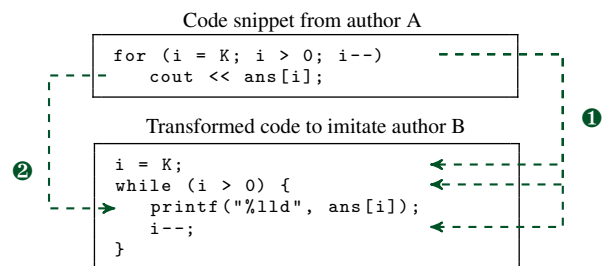 Code snippet from author A
for (i = K; i > 0; i--)
cout << ans[i];
❶
Transformed code to imitate author B
❷
i = K;
while (i > 0) {
printf("%lld", ans[i]);
i--;
}